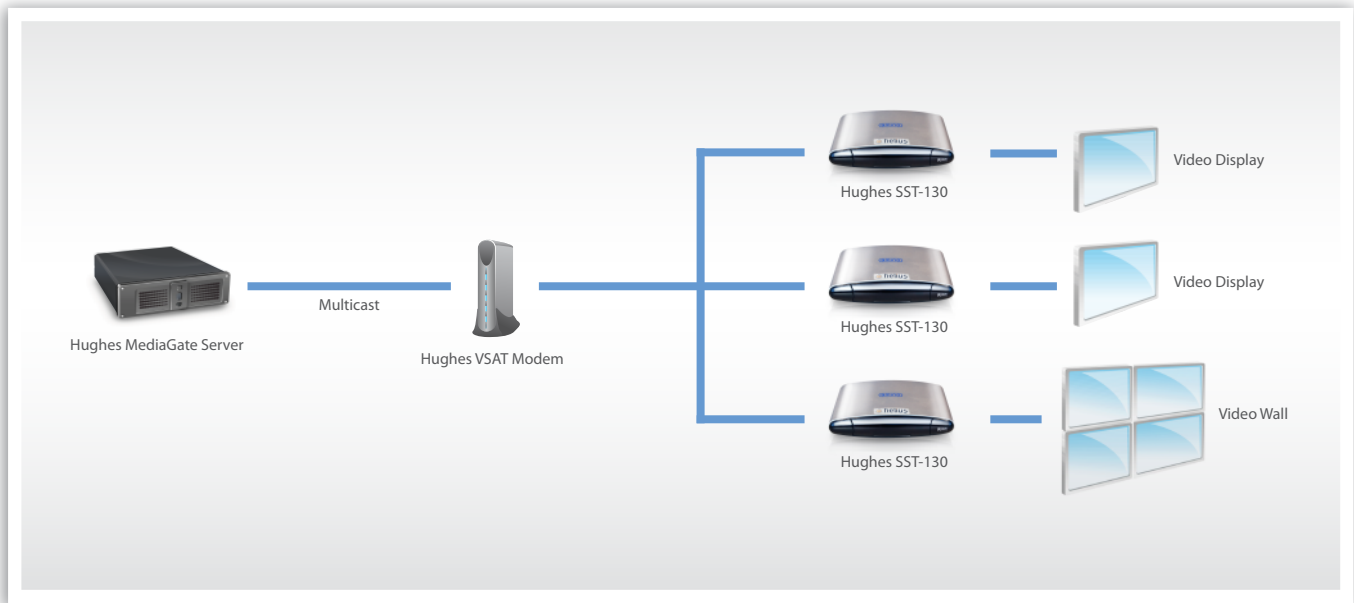 Hughes SST-130
Video Display
Hughes MediaGate Server
Multicast
Hughes VSAT Modem
Hughes SST-130
Video Display
Hughes SST-130
Video Wall